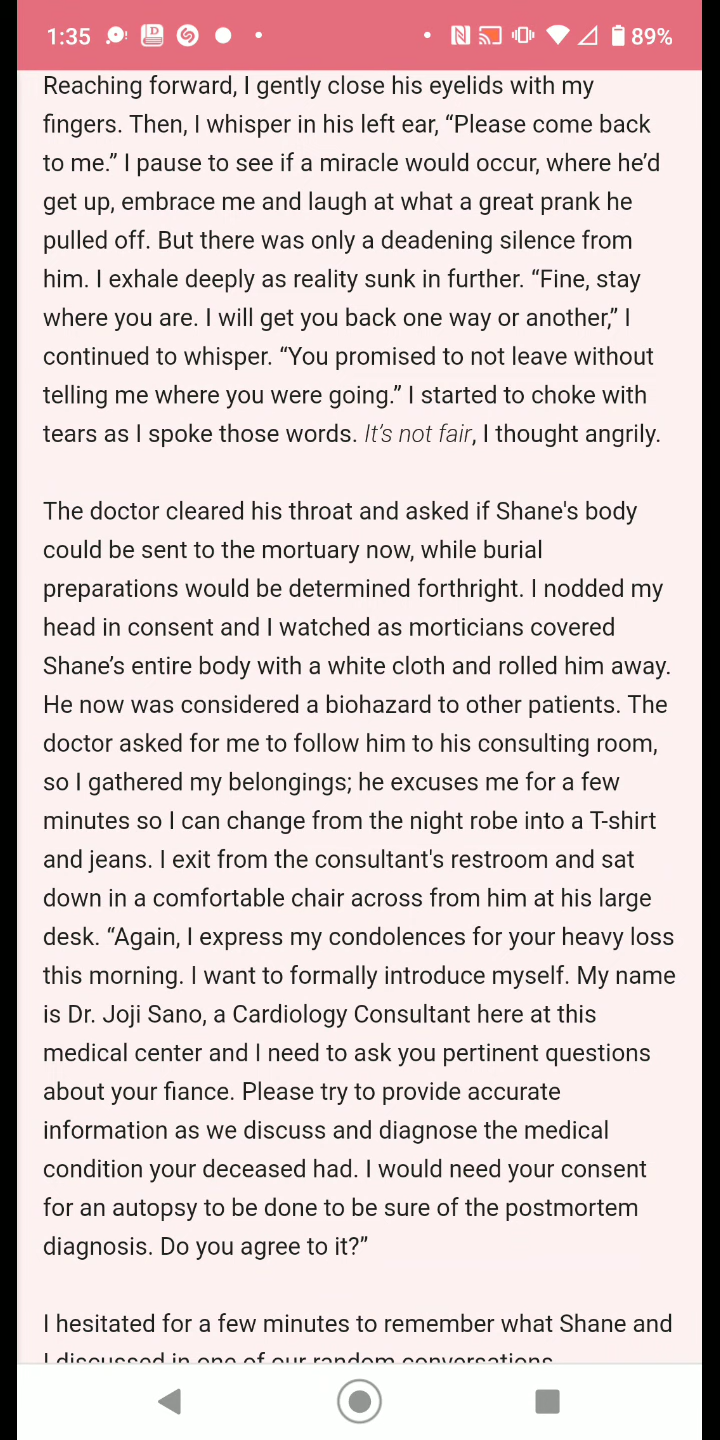 1:35
89%
Reaching forward, I gently close his eyelids with my
fingers. Then, I whisper in his left ear, “Please come back
to me.” I pause to see if a miracle would occur, where he’d
get up, embrace me and laugh at what a great prank he
pulled off. But there was only a deadening silence from
him. I exhale deeply as reality sunk in further. “Fine, stay
where you are. I will get you back one way or another,” I
continued to whisper. “You promised to not leave without
telling me where you were going.” I started to choke with
tears as I spoke those words. It’s not fair, I thought angrily.
The doctor cleared his throat and asked if Shane's body
could be sent to the mortuary now, while burial
preparations would be determined forthright. I nodded my
head in consent and I watched as morticians covered
Shane’s entire body with a white cloth and rolled him away.
He now was considered a biohazard to other patients. The
doctor asked for me to follow him to his consulting room,
so I gathered my belongings; he excuses me for a few
minutes so I can change from the night robe into a T-shirt
and jeans. I exit from the consultant's restroom and sat
down in a comfortable chair across from him at his large
desk. “Again, I express my condolences for your heavy loss
this morning. I want to formally introduce myself. My name
is Dr. Joji Sano, a Cardiology Consultant here at this
medical center and I need to ask you pertinent questions
about your fiance. Please try to provide accurate
information as we discuss and diagnose the medical
condition your deceased had. I would need your consent
for an autopsy to be done to be sure of the postmortem
diagnosis. Do you agree to it?”
I hesitated for a few minutes to remember what Shane and
I discussed in one of our random conversations